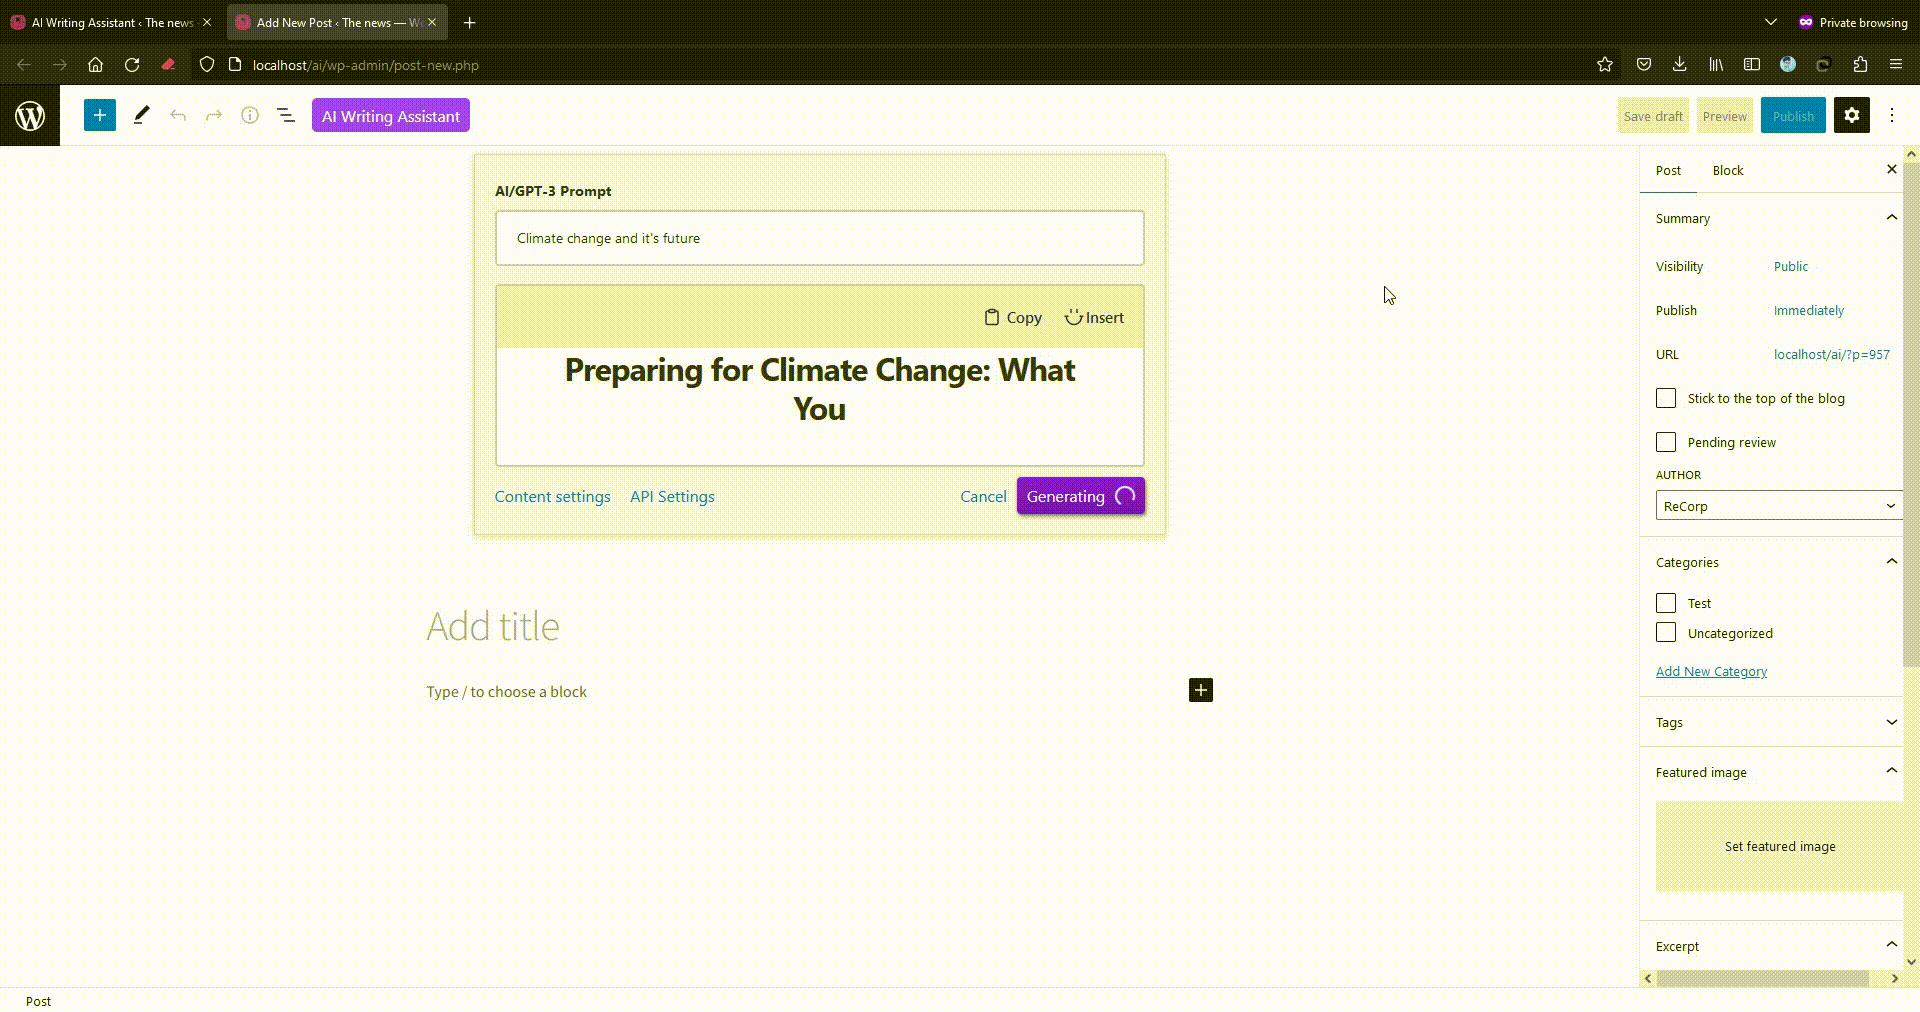 AI Writing Assistant ‹ The news
Add New Post ‹ The news — W
Private browsing
localhost/ai/wp-admin/post-new.php
AI Writing Assistant
Save draft
Preview
Publish
AI/GPT-3 Prompt
Climate change and it's future
Copy
Insert
Preparing for Climate Change: What
You
Content settings
API Settings
Cancel
Generating
Add title
Type / to choose a block
Post
Block
Summary
Visibility
Public
Publish
Immediately
URL
localhost/ai/?p=957
Stick to the top of the blog
Pending review
AUTHOR
ReCorp
Categories
Test
Uncategorized
Add New Category
Tags
Featured image
Set featured image
Excerpt
Post